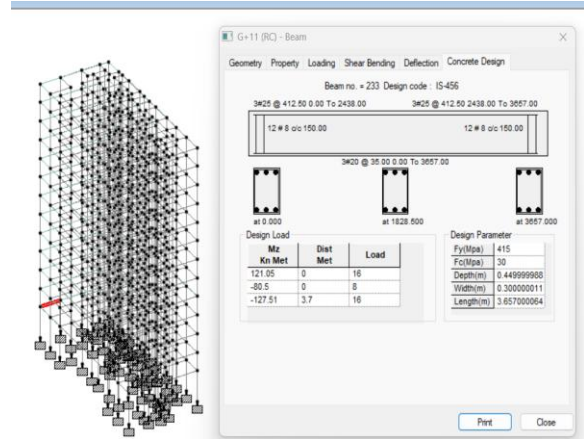 G+11 (RC) - Beam
Geometry Property Loading Shear Bending Deflection Concrete Design
Beam no. = 233 Design code : IS-456
3#25 @ 412.50 0.00 To 2438.00 3#25 @ 412.50 2438.00 To 3657.00
12 # 8 c/c 150.00 12 # 8 c/c 150.00
3#20 @ 35.00 0.00 To 3657.00
at 0.000 at 1828.500 at 3657.000
Design Load Design Parameter
Mz Kn Met Dist Met Load
121.05 0 16
-80.5 0 8
-127.51 3.7 16
Fy(Mpa) 415
Fc(Mpa) 30
Depth(m) 0.449999988
Width(m) 0.300000011
Length(m) 3.657000064
Print Close